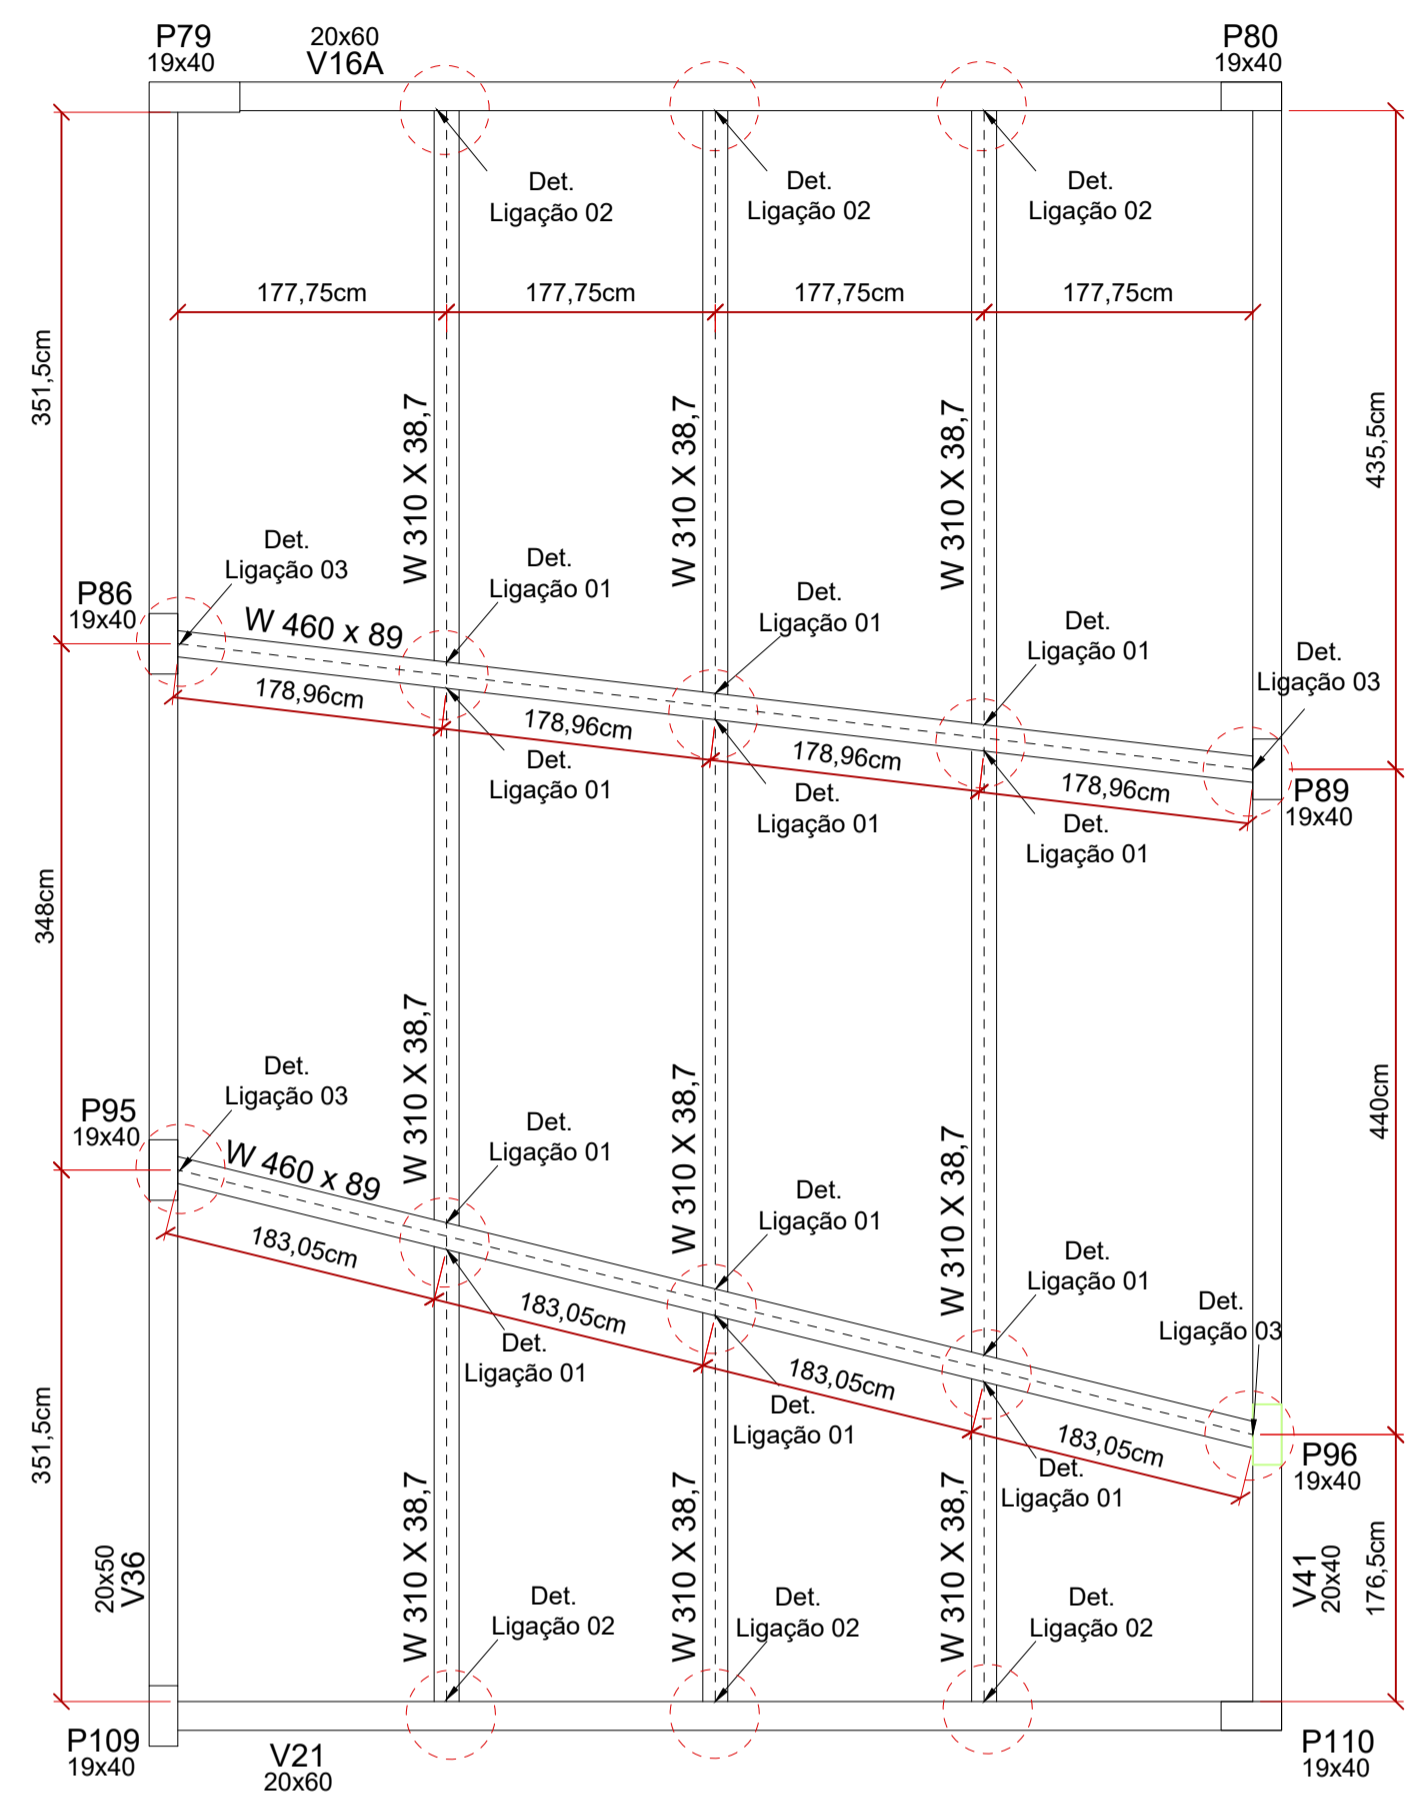 P79
19x40
20x60
V16A
P80
19x40
Det.
Ligação 02
Det.
Ligação 02
Det.
Ligação 02
177,75cm
177,75cm
177,75cm
177,75cm
351,5cm
435,5cm
W 310 X 38,7
W 310 X 38,7
W 310 X 38,7
Det.
Ligação 03
P86
19x40
W 460 x 89
Det.
Ligação 01
Det.
Ligação 01
Det.
Ligação 01
Det.
Ligação 03
178,96cm
178,96cm
178,96cm
178,96cm
Det.
Ligação 01
Det.
Ligação 01
Det.
Ligação 01
P89
19x40
348cm
440cm
W 310 X 38,7
W 310 X 38,7
W 310 X 38,7
Det.
Ligação 03
P95
19x40
W 460 x 89
Det.
Ligação 01
Det.
Ligação 01
Det.
Ligação 01
Det.
Ligação 03
183,05cm
183,05cm
183,05cm
183,05cm
Det.
Ligação 01
Det.
Ligação 01
Det.
Ligação 01
P96
19x40
351,5cm
176,5cm
20x50
V36
W 310 X 38,7
W 310 X 38,7
W 310 X 38,7
V41
20x40
Det.
Ligação 02
Det.
Ligação 02
Det.
Ligação 02
P109
19x40
V21
20x60
P110
19x40